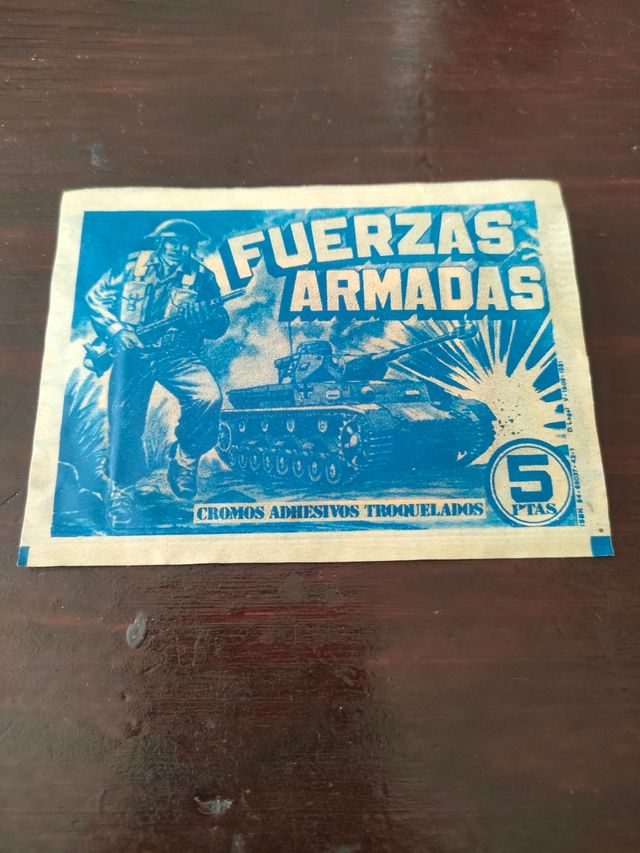 FUERZAS
ARMADAS
CROMOS ADHESIVOS TROQUELADOS
5
PTAS